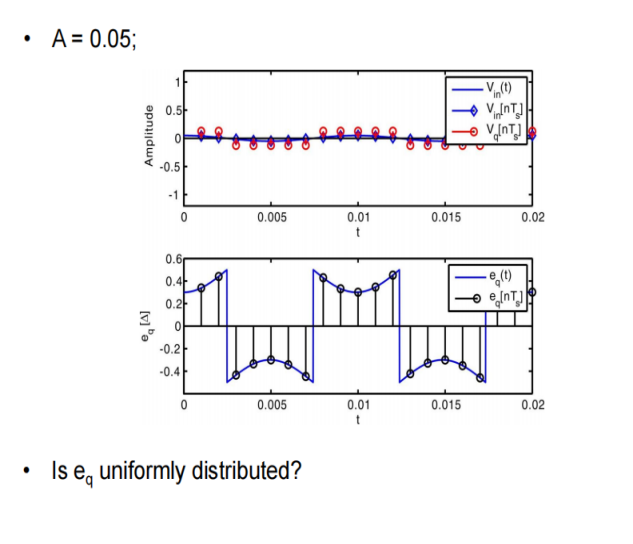 • A = 0.05;
1
0.5
0
-0.5
-1
Amplitude
V_in(t)
V_in[nT_s]
V_q[nT_s]
0 0.005 0.01 0.015 0.02
t
0.6
0.4
0.2
0
-0.2
-0.4
e_q [Δ]
e_q(t)
e_q[nT_s]
0 0.005 0.01 0.015 0.02
t
• Is e_q uniformly distributed?